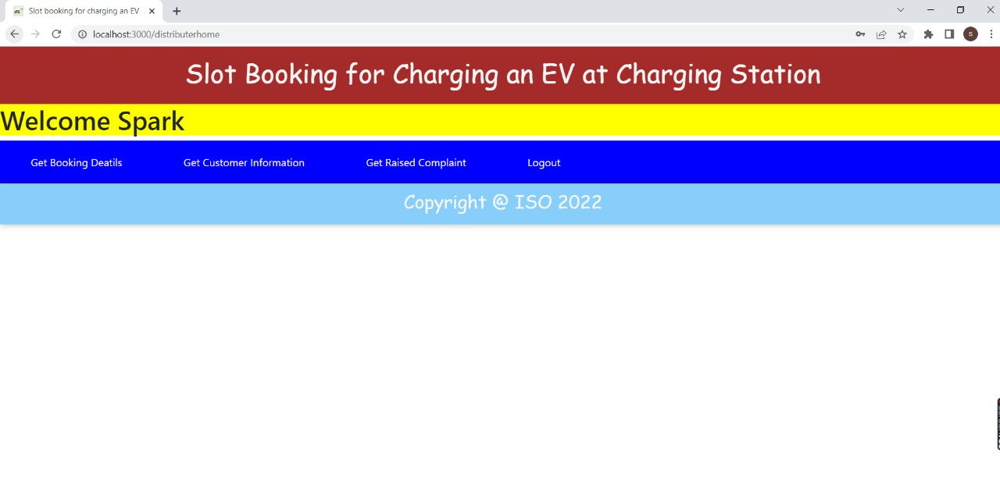 Slot booking for charging an EV
localhost:3000/distributerhome
S
Slot Booking for Charging an EV at Charging Station
Welcome Spark
Get Booking Deatils Get Customer Information Get Raised Complaint Logout
Copyright @ ISO 2022